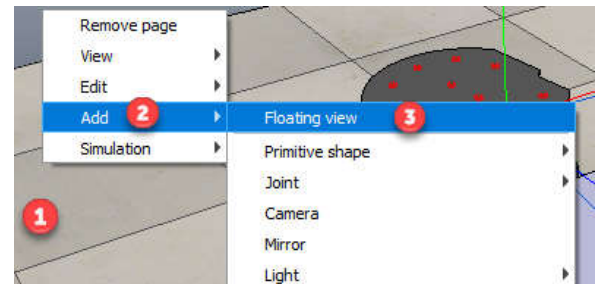 Remove page
View
Edit
Add 2
Simulation
1
Floating view 3
Primitive shape
Joint
Camera
Mirror
Light